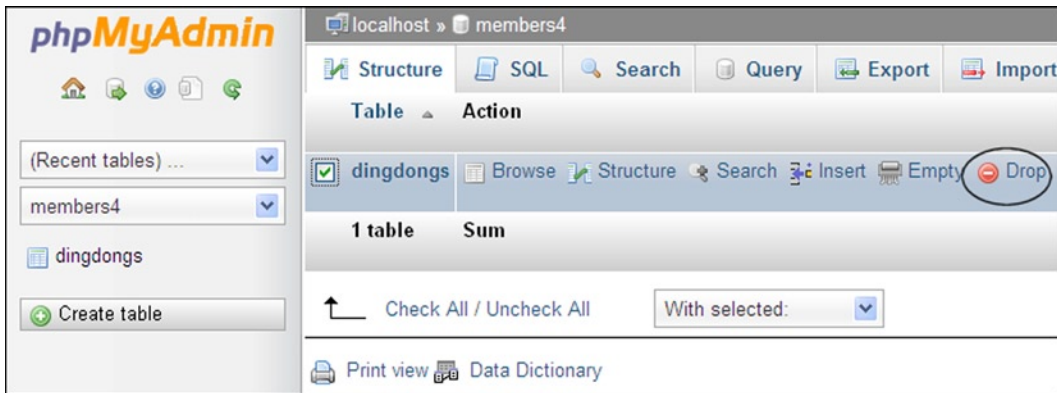 phpMyAdmin
(Recent tables) ...
members4
dingdongs
Create table
localhost » members4
Structure SQL Search Query Export Import
Table Action
dingdongs Browse Structure Search Insert Empty Drop
1 table Sum
Check All / Uncheck All With selected:
Print view Data Dictionary